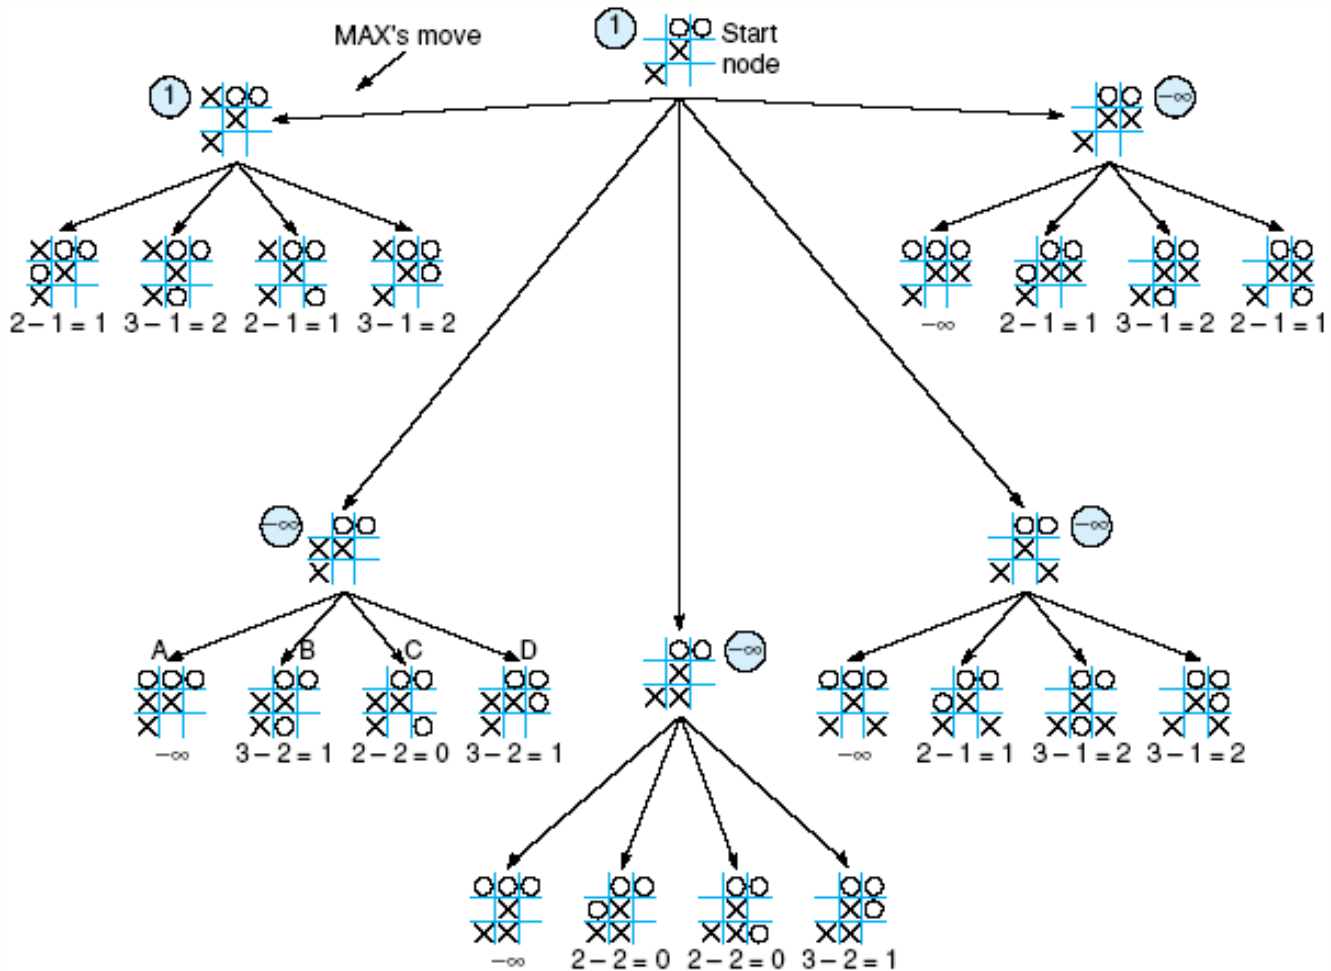 MAX's move
1
Start
node
1
−∞
2 − 1 = 1
3 − 1 = 2
2 − 1 = 1
3 − 1 = 2
−∞
2 − 1 = 1
3 − 1 = 2
2 − 1 = 1
−∞
−∞
A
B
C
D
−∞
−∞
3 − 2 = 1
2 − 2 = 0
3 − 2 = 1
−∞
2 − 1 = 1
3 − 1 = 2
3 − 1 = 2
−∞
2 − 2 = 0
2 − 2 = 0
3 − 2 = 1